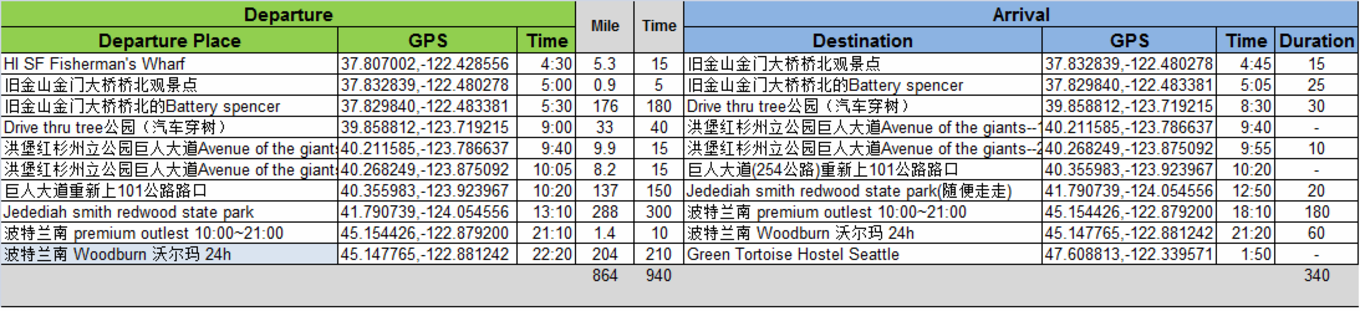 Departure Mile Time Arrival
Departure Place GPS Time Destination GPS Time Duration
HI SF Fisherman's Wharf 37.807002,-122.428556 4:30 5.3 15 旧金山金门大桥桥北观景点 37.832839,-122.480278 4:45 15
旧金山金门大桥桥北观景点 37.832839,-122.480278 5:00 0.9 5 旧金山金门大桥桥北的Battery spencer 37.829840,-122.483381 5:05 25
旧金山金门大桥桥北的Battery spencer 37.829840,-122.483381 5:30 176 180 Drive thru tree公园（汽车穿树） 39.858812,-123.719215 8:30 30
Drive thru tree公园（汽车穿树） 39.858812,-123.719215 9:00 33 40 洪堡红杉州立公园巨人大道Avenue of the giants-- 40.211585,-123.786637 9:40 -
洪堡红杉州立公园巨人大道Avenue of the giants 40.211585,-123.786637 9:40 9.9 15 洪堡红杉州立公园巨人大道Avenue of the giants-- 40.268249,-123.875092 9:55 10
洪堡红杉州立公园巨人大道Avenue of the giants 40.268249,-123.875092 10:05 8.2 15 巨人大道(254公路)重新上101公路路口 40.355983,-123.923967 10:20 -
巨人大道重新上101公路路口 40.355983,-123.923967 10:20 137 150 Jedediah smith redwood state park(随便走走) 41.790739,-124.054556 12:50 20
Jedediah smith redwood state park 41.790739,-124.054556 13:10 288 300 波特兰南 premium outlest 10:00~21:00 45.154426,-122.879200 18:10 180
波特兰南 premium outlest 10:00~21:00 45.154426,-122.879200 21:10 1.4 10 波特兰南 Woodburn 沃尔玛 24h 45.147765,-122.881242 21:20 60
波特兰南 Woodburn 沃尔玛 24h 45.147765,-122.881242 22:20 204 210 Green Tortoise Hostel Seattle 47.608813,-122.339571 1:50 -
864 940 340